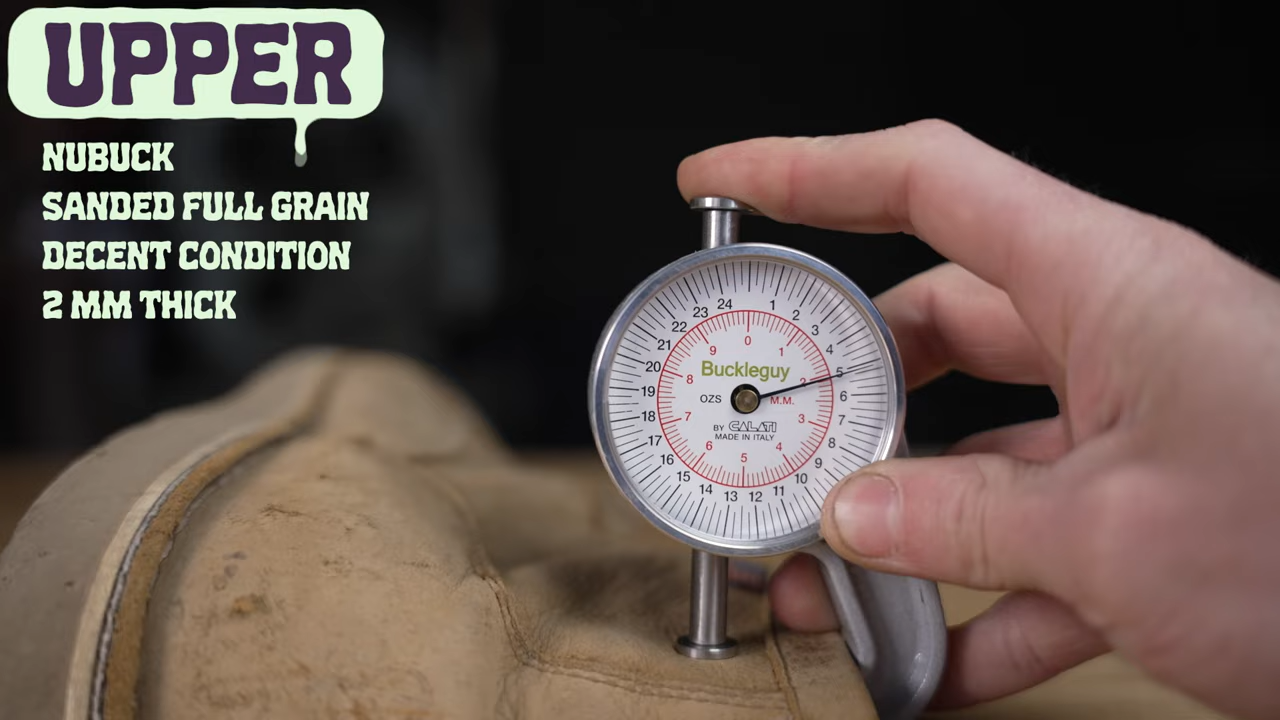 UPPER
NUBUCK
SANDED FULL GRAIN
DECENT CONDITION
2 MM THICK
24 1 2 3 4 5 6 7 8 9 10 11 12 13 14 15 16 17 18 19 20 21 22 23
0 1 2 3 4 5 6 7 8 9
Buckleguy
OZS M.M.
BY GALATI
MADE IN ITALY